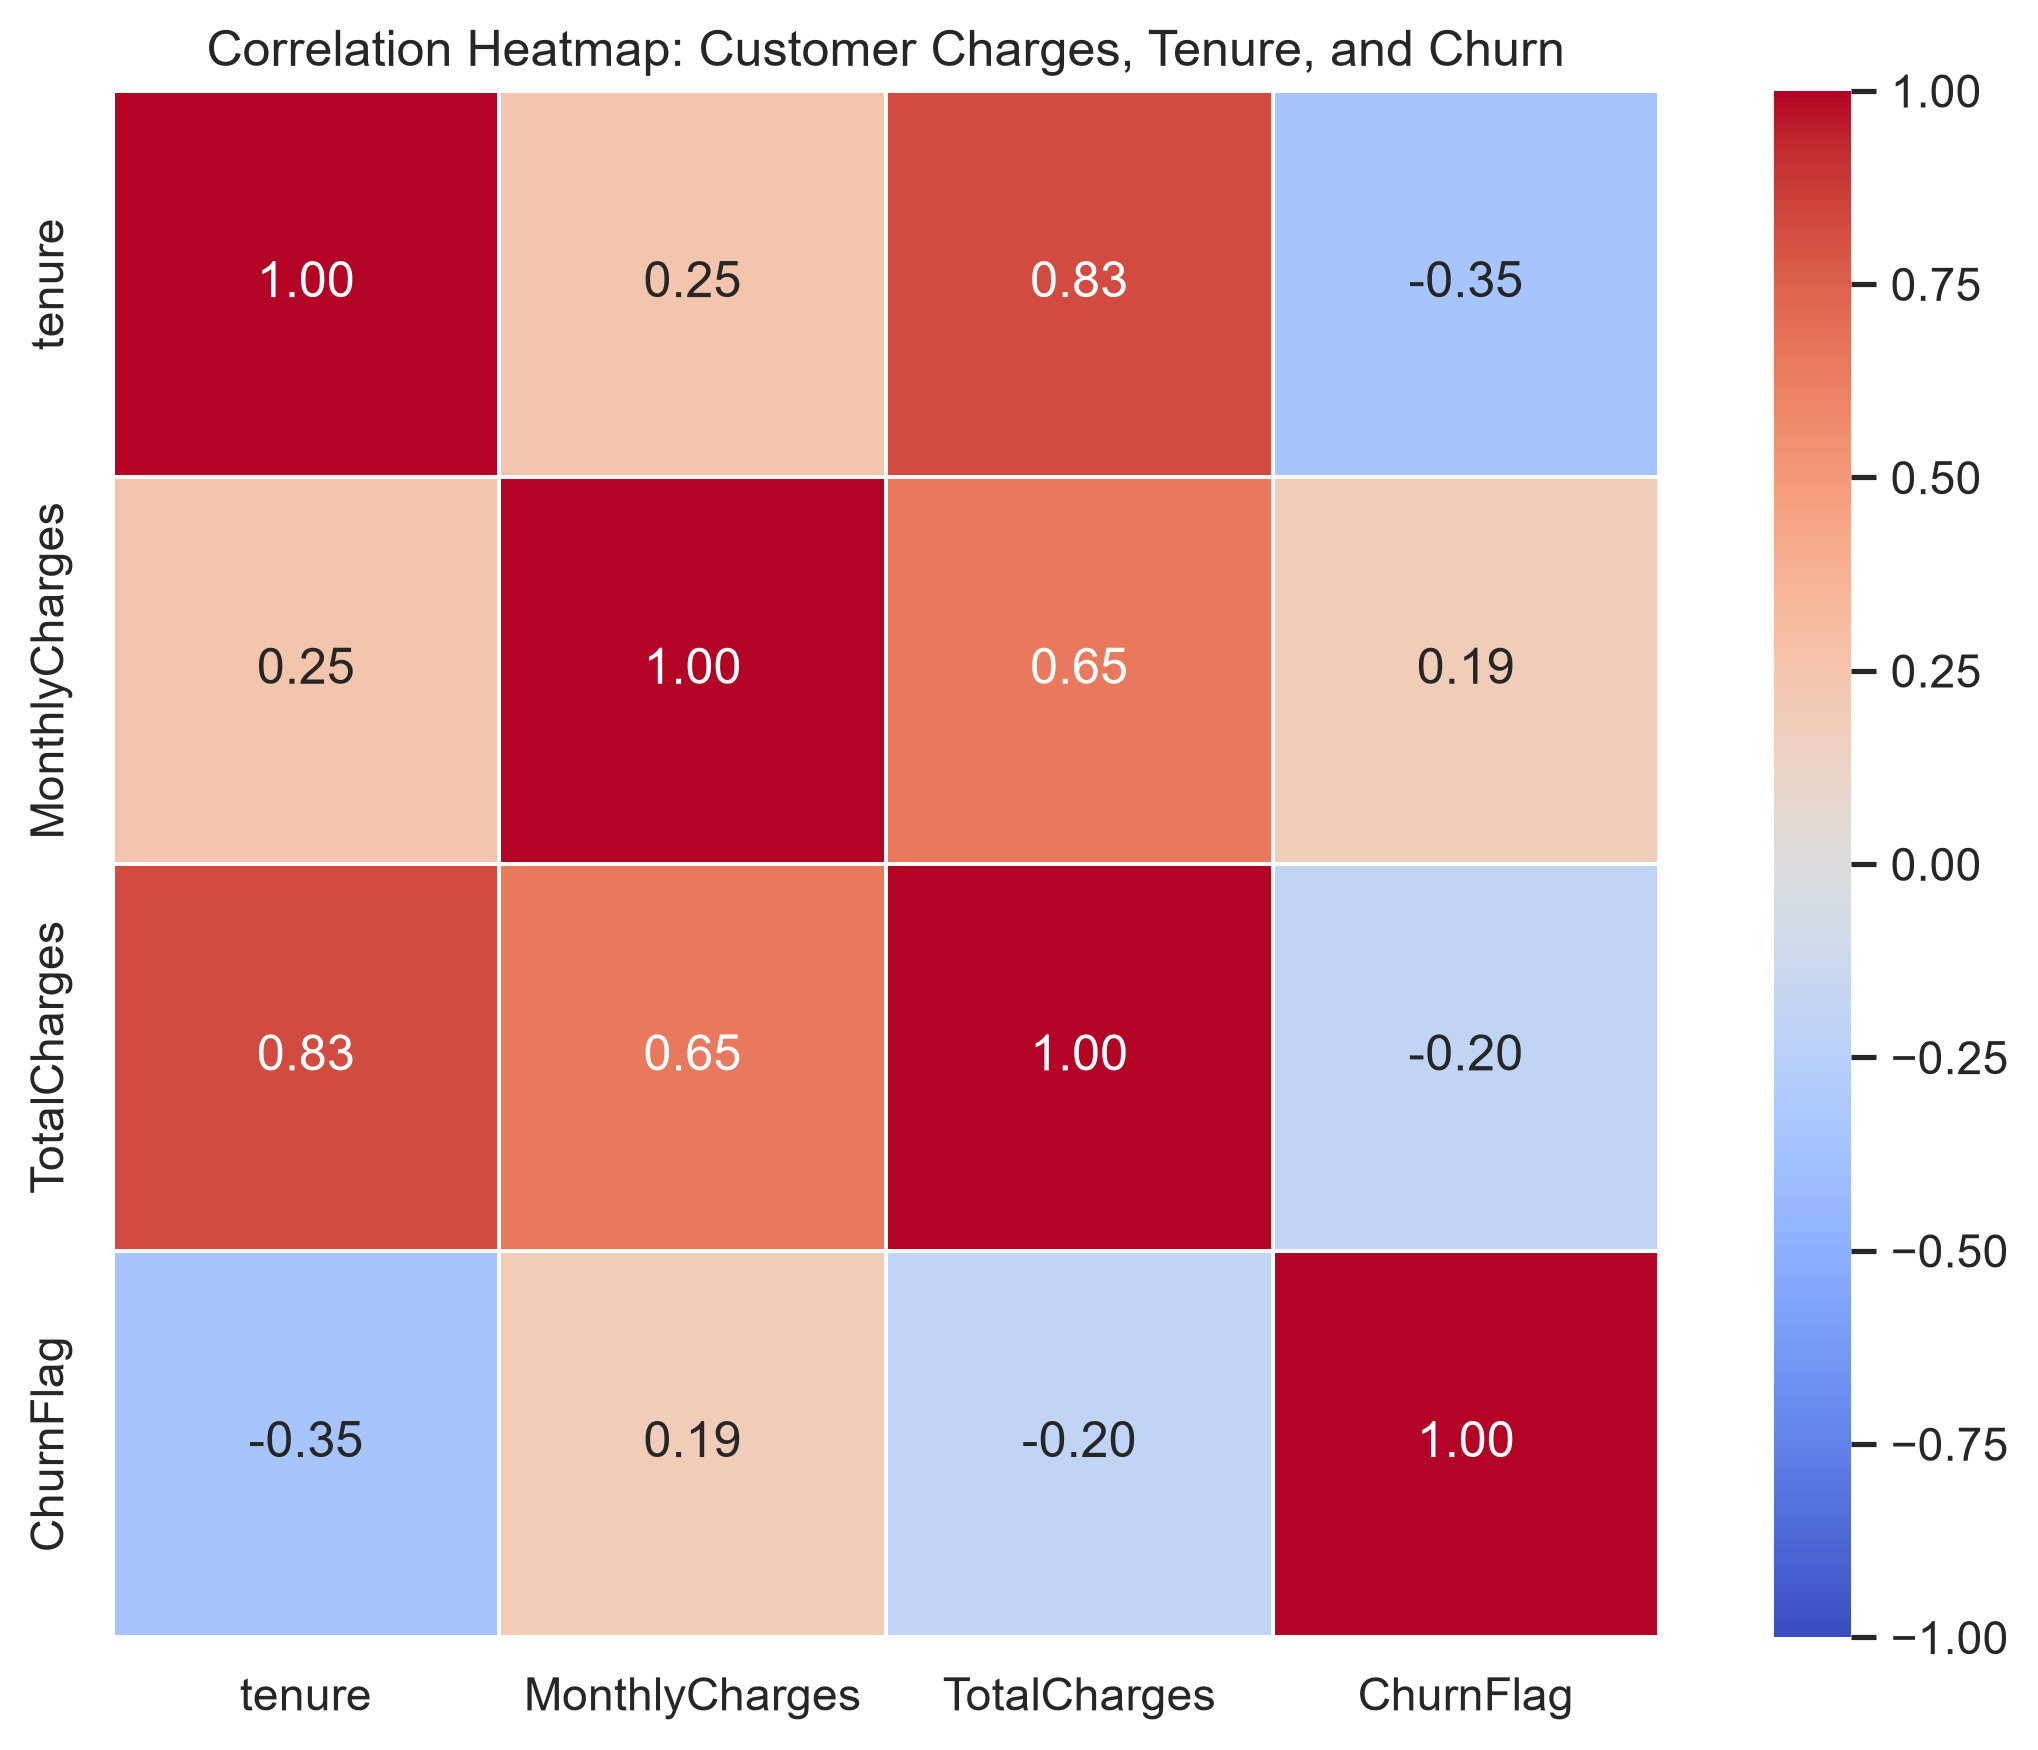 Correlation Heatmap: Customer Charges, Tenure, and Churn
tenure
1.00 0.25 0.83 -0.35
MonthlyCharges
0.25 1.00 0.65 0.19
TotalCharges
0.83 0.65 1.00 -0.20
ChurnFlag
-0.35 0.19 -0.20 1.00
tenure MonthlyCharges TotalCharges ChurnFlag
1.00
0.75
0.50
0.25
0.00
−0.25
−0.50
−0.75
−1.00